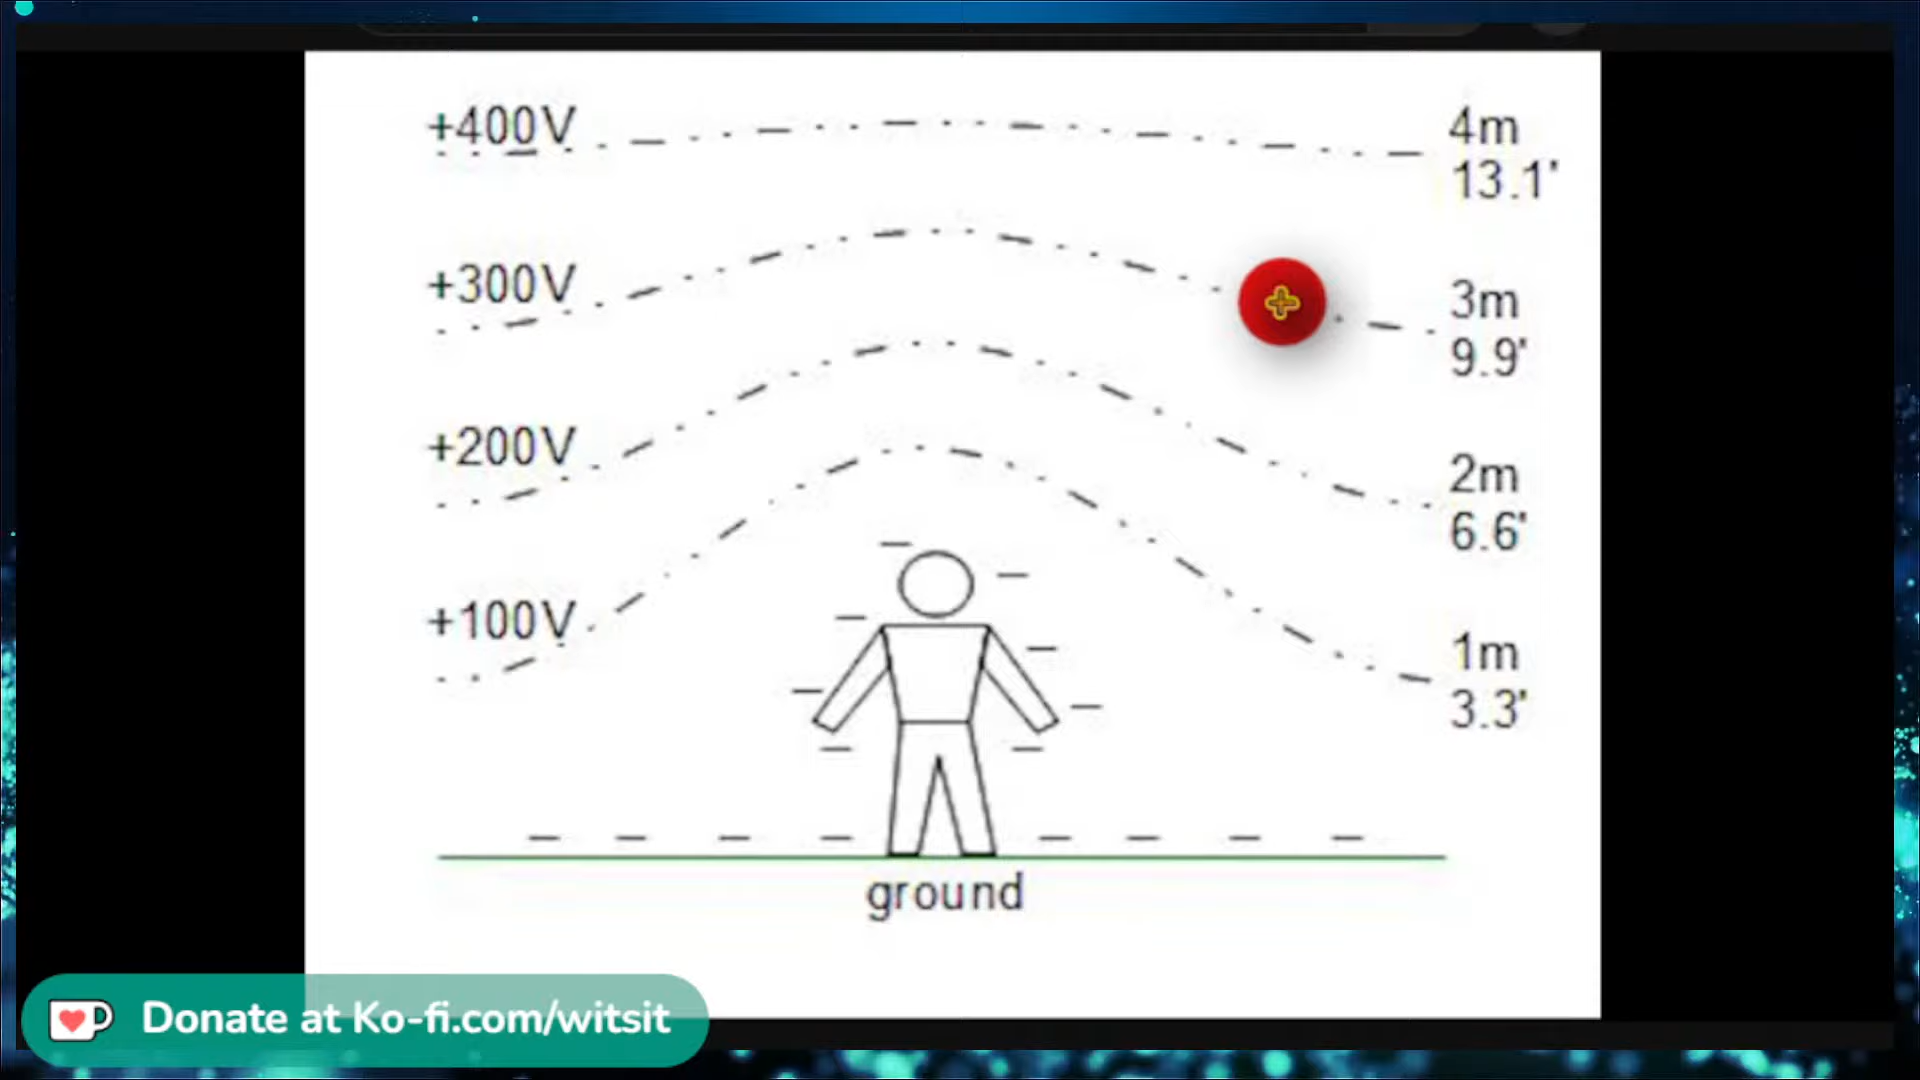 +400V
4m
13.1'
+300V
3m
9.9'
+200V
2m
6.6'
+100V
1m
3.3'
ground
Donate at Ko-fi.com/witsit